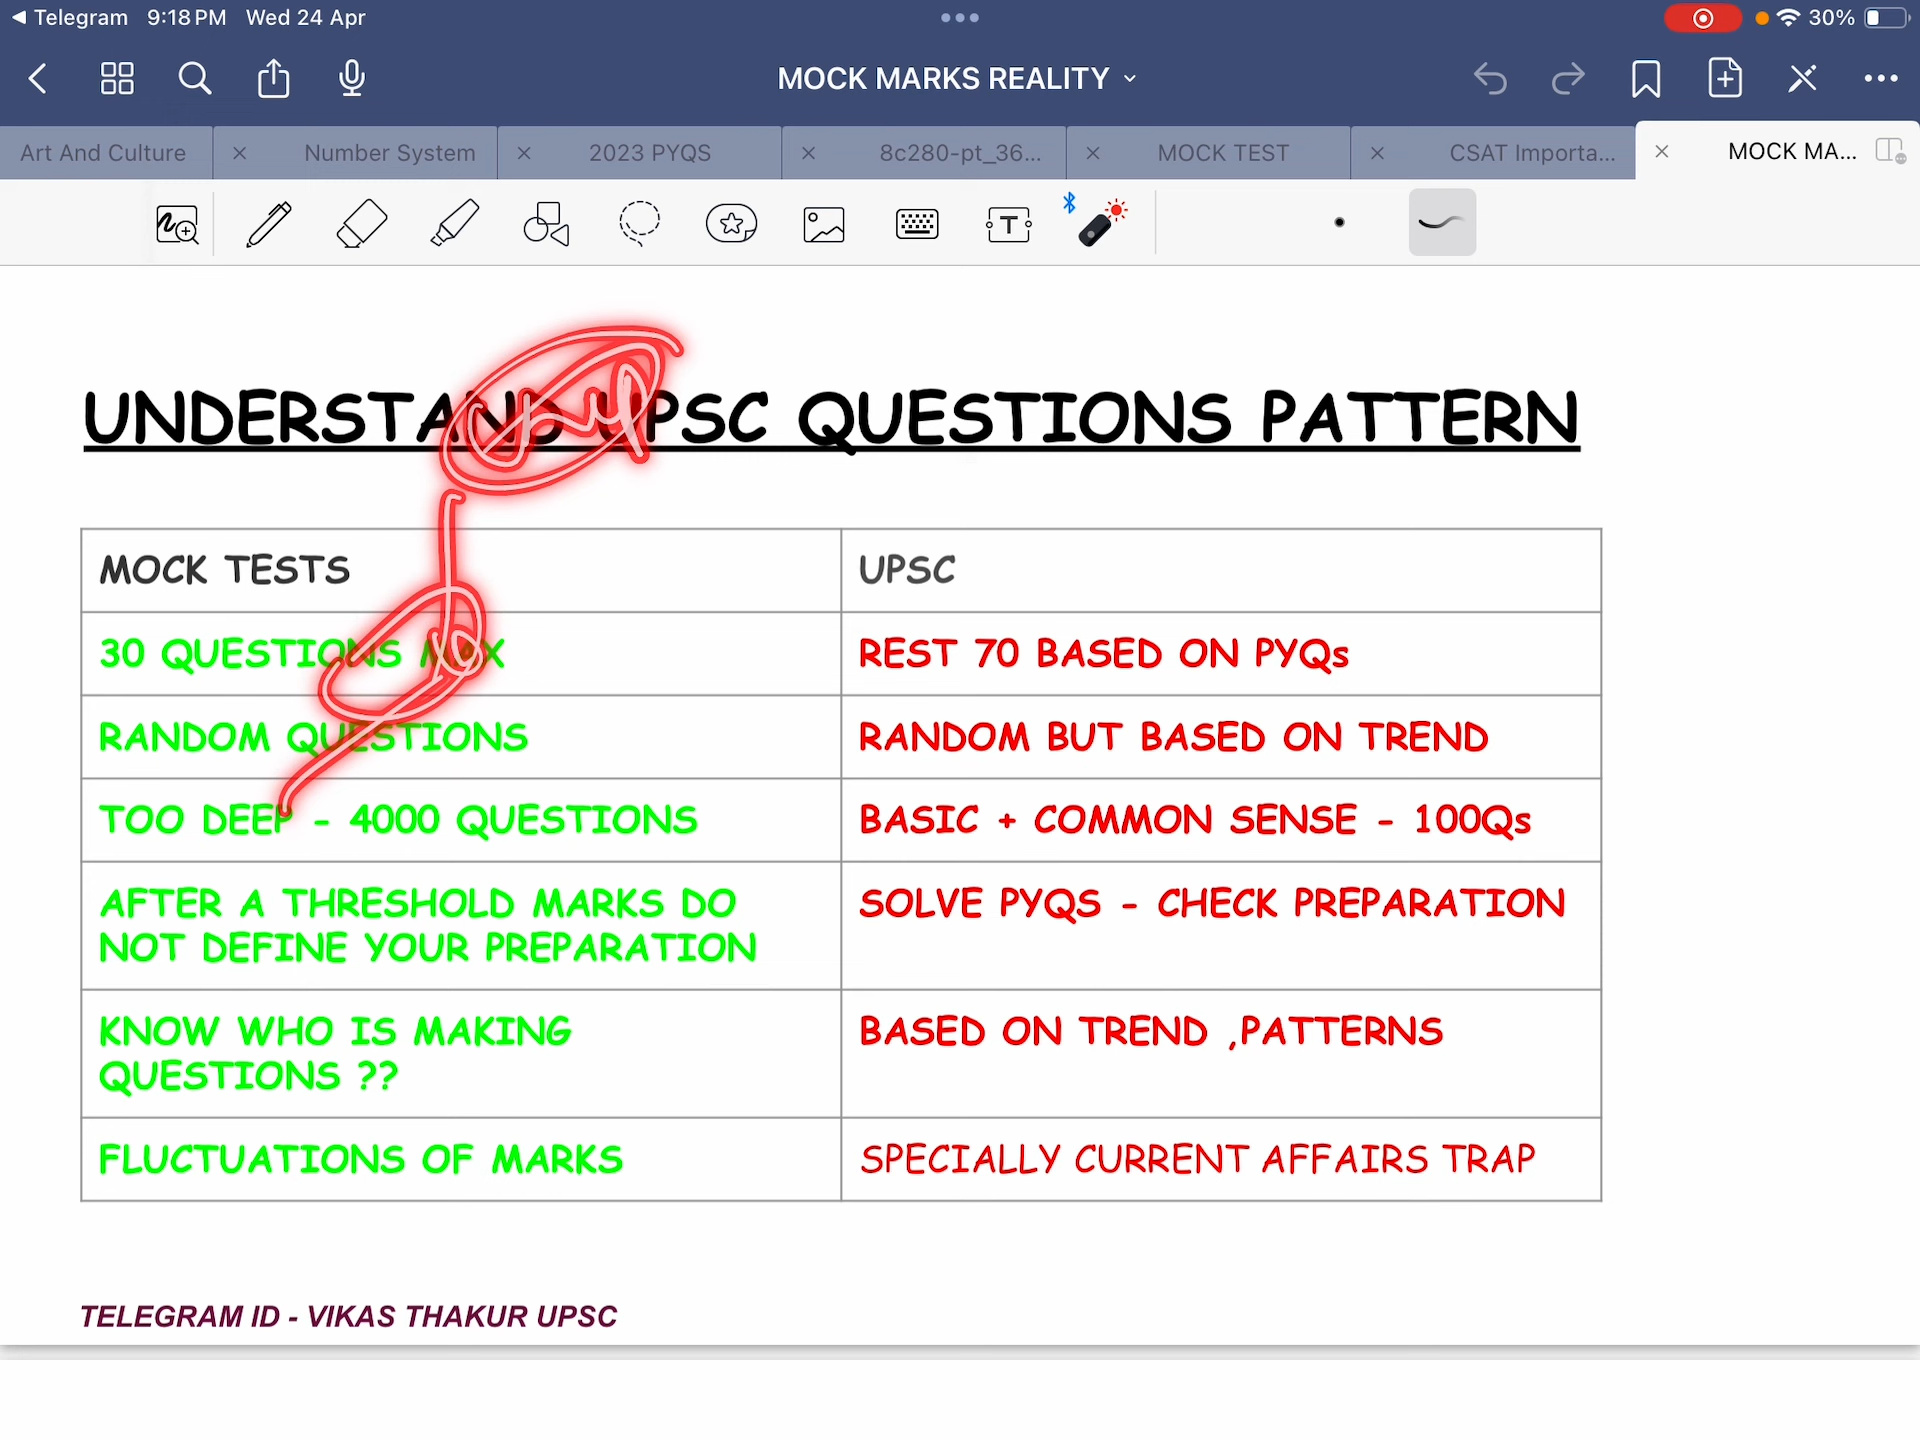 Telegram 9:18 PM Wed 24 Apr
30%
MOCK MARKS REALITY
Art And Culture
Number System
2023 PYQS
8c280-pt_36...
MOCK TEST
CSAT Importa...
MOCK MA...
T
UNDERSTAND UPSC QUESTIONS PATTERN
MOCK TESTS
UPSC
30 QUESTIONS MAX
REST 70 BASED ON PYQs
RANDOM QUESTIONS
RANDOM BUT BASED ON TREND
TOO DEEP - 4000 QUESTIONS
BASIC + COMMON SENSE - 100Qs
AFTER A THRESHOLD MARKS DO
NOT DEFINE YOUR PREPARATION
SOLVE PYQS - CHECK PREPARATION
KNOW WHO IS MAKING
QUESTIONS ??
BASED ON TREND ,PATTERNS
FLUCTUATIONS OF MARKS
SPECIALLY CURRENT AFFAIRS TRAP
TELEGRAM ID - VIKAS THAKUR UPSC